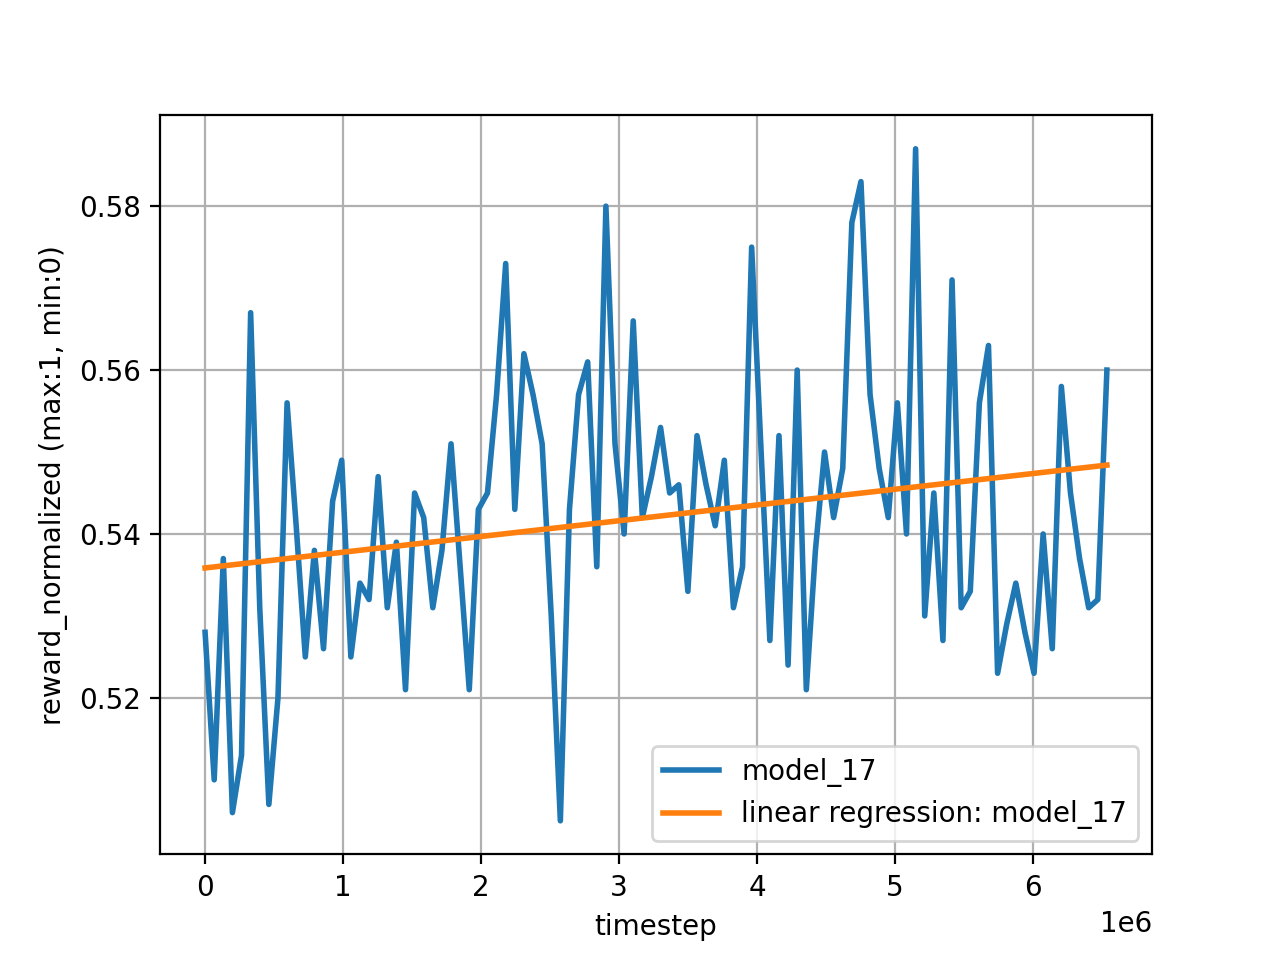 reward_normalized (max:1, min:0)
0.58
0.56
0.54
0.52
model_17
linear regression: model_17
0 1 2 3 4 5 6
1e6
timestep